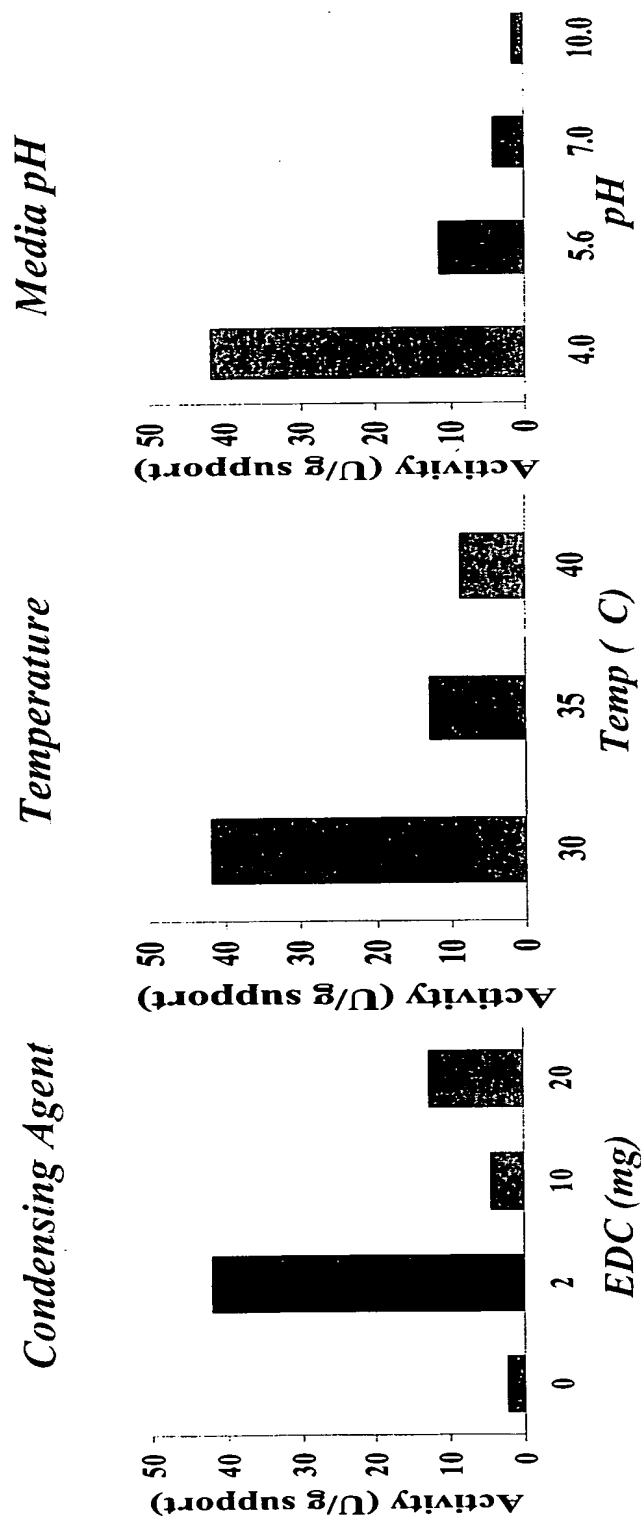 Condensing Agent
Activity (U/g support)
50
40
30
20
10
0
0 2 10 20
EDC (mg)
Temperature
Activity (U/g support)
50
40
30
20
10
0
30 35 40
Temp ( C)
Media pH
Activity (U/g support)
50
40
30
20
10
0
4.0 5.6 7.0 10.0
pH